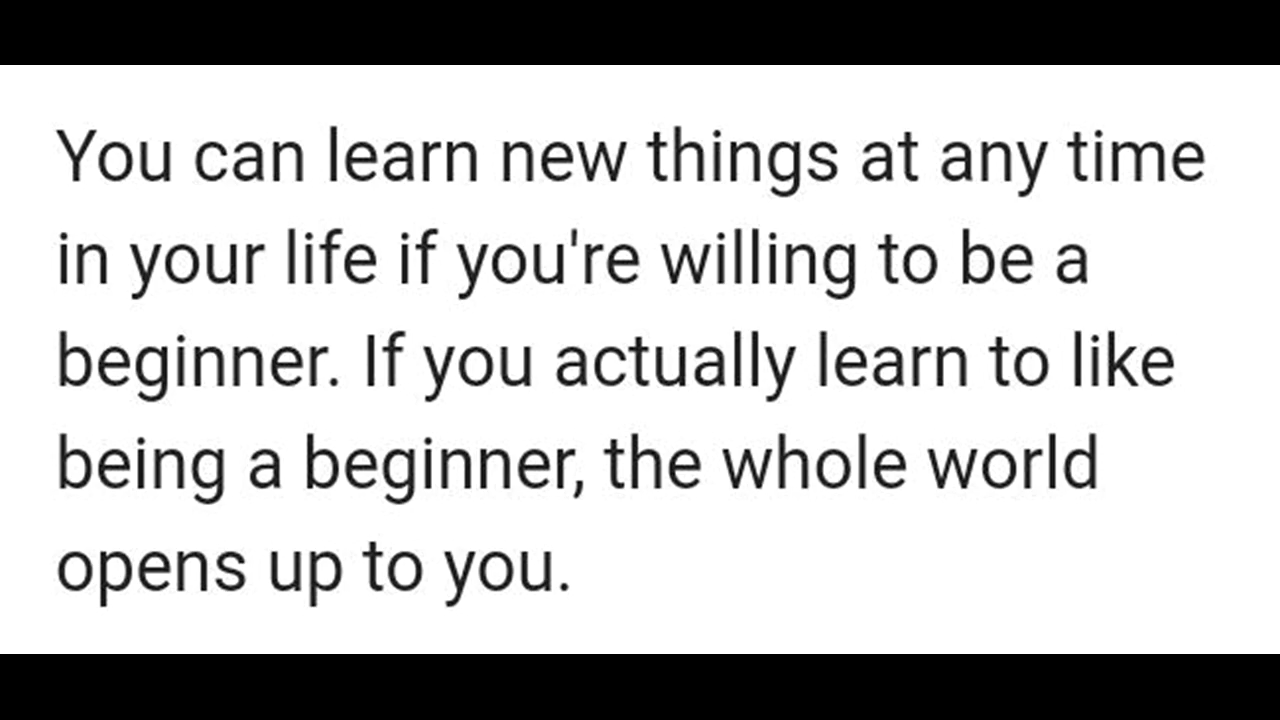 You can learn new things at any time
in your life if you're willing to be a
beginner. If you actually learn to like
being a beginner, the whole world
opens up to you.